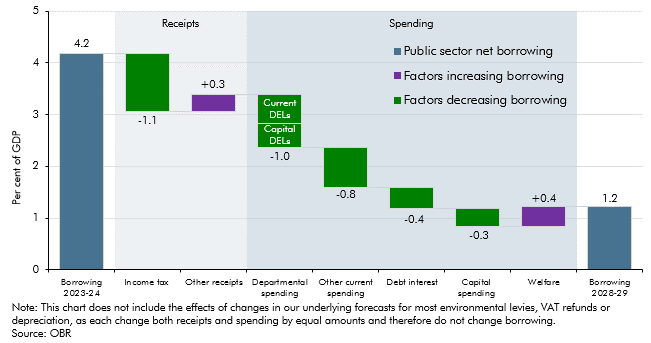 Receipts
Spending
Public sector net borrowing
Factors increasing borrowing
Factors decreasing borrowing
Per cent of GDP
5
4
3
2
1
0
4.2
-1.1
+0.3
Current
DELs
Capital
DELs
-1.0
-0.8
-0.4
-0.3
+0.4
1.2
Borrowing
2023-24
Income tax
Other receipts
Departmental
spending
Other current
spending
Debt interest
Capital
spending
Welfare
Borrowing
2028-29
Note: This chart does not include the effects of changes in our underlying forecasts for most environmental levies, VAT refunds or
depreciation, as each change both receipts and spending by equal amounts and therefore do not change borrowing.
Source: OBR